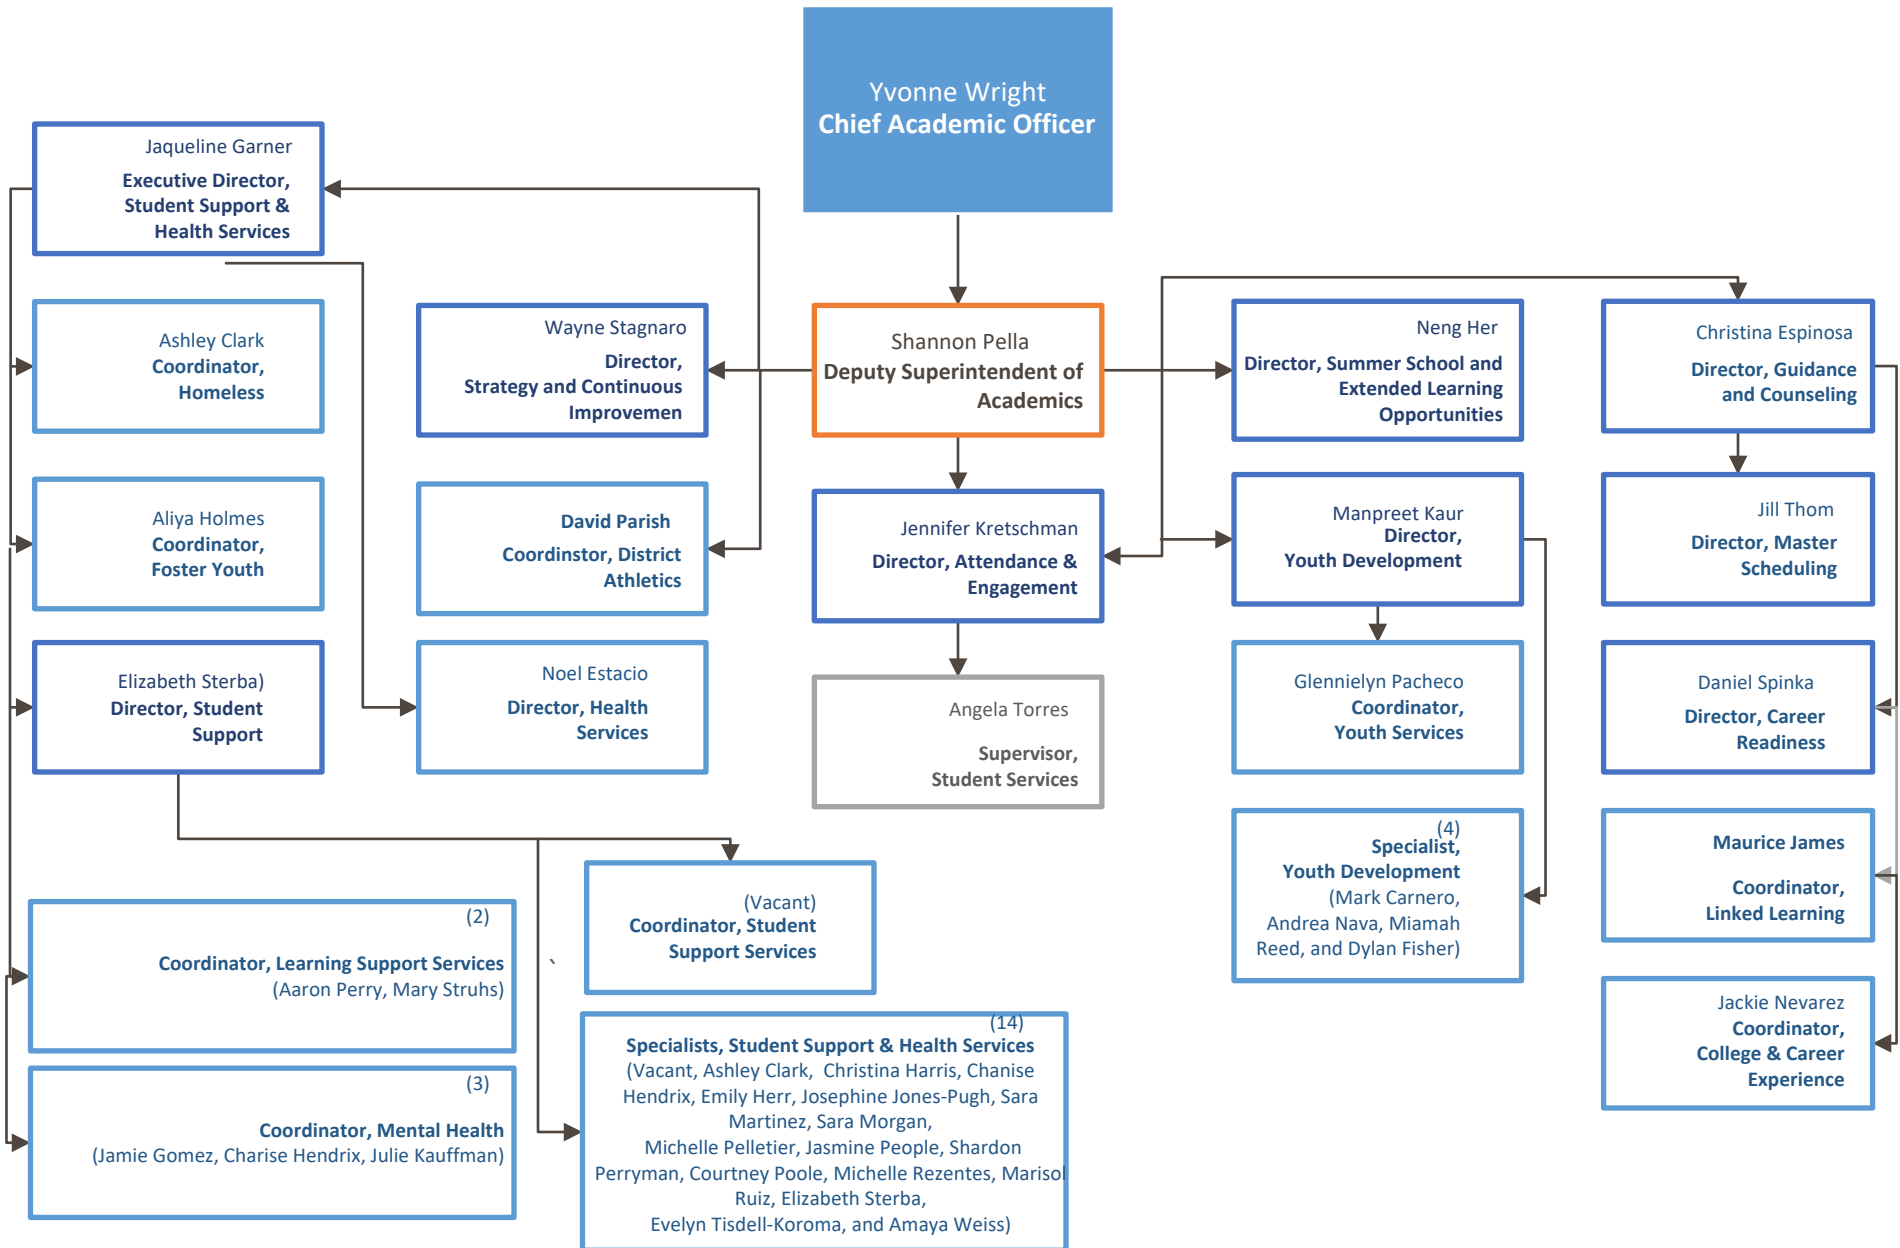 Yvonne Wright
Chief Academic Officer
Jaqueline Garner
Executive Director,
Student Support &
Health Services
Ashley Clark
Coordinator,
Homeless
Wayne Stagnaro
Director,
Strategy and Continuous
Improvemen
Shannon Pella
Deputy Superintendent of
Academics
Neng Her
Director, Summer School and
Extended Learning
Opportunities
Christina Espinosa
Director, Guidance
and Counseling
Aliya Holmes
Coordinator,
Foster Youth
David Parish
Coordinstor, District
Athletics
Jennifer Kretschman
Director, Attendance &
Engagement
Manpreet Kaur
Director,
Youth Development
Jill Thom
Director, Master
Scheduling
Elizabeth Sterba)
Director, Student
Support
Noel Estacio
Director, Health
Services
Angela Torres
Supervisor,
Student Services
Glennielyn Pacheco
Coordinator,
Youth Services
Daniel Spinka
Director, Career
Readiness
(4)
Specialist,
Youth Development
(Mark Carnero,
Andrea Nava, Miamah
Reed, and Dylan Fisher)
Maurice James
Coordinator,
Linked Learning
(Vacant)
Coordinator, Student
Support Services
(2)
Coordinator, Learning Support Services
(Aaron Perry, Mary Struhs)
`
Jackie Nevarez
Coordinator,
College & Career
Experience
(3)
Coordinator, Mental Health
(Jamie Gomez, Charise Hendrix, Julie Kauffman)
(14)
Specialists, Student Support & Health Services
(Vacant, Ashley Clark, Christina Harris, Chanise
Hendrix, Emily Herr, Josephine Jones-Pugh, Sara
Martinez, Sara Morgan,
Michelle Pelletier, Jasmine People, Shardon
Perryman, Courtney Poole, Michelle Rezentes, Marisol
Ruiz, Elizabeth Sterba,
Evelyn Tisdell-Koroma, and Amaya Weiss)